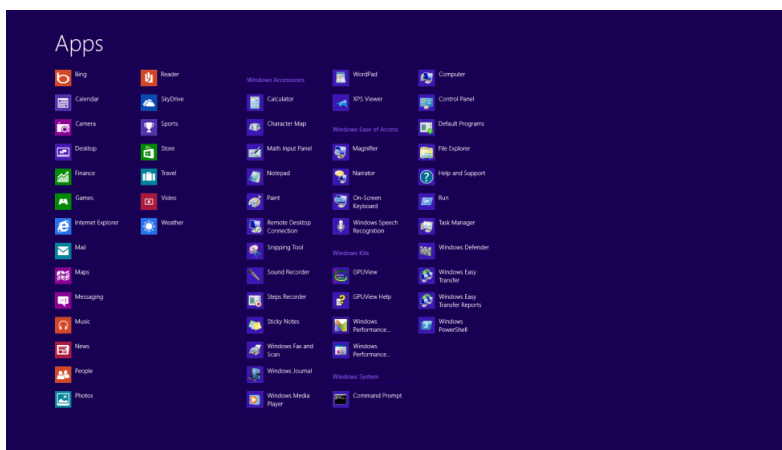 Apps
Bing
Calendar
Camera
Desktop
Finance
Games
Internet Explorer
Mail
Maps
Messaging
Music
News
People
Photos
Reader
SkyDrive
Sports
Store
Travel
Video
Weather
Windows Accessories
Calculator
Character Map
Math Input Panel
Notepad
Paint
Remote Desktop
Connection
Snipping Tool
Sound Recorder
Steps Recorder
Sticky Notes
Windows Fax and
Scan
Windows Journal
Windows Media
Player
WordPad
XPS Viewer
Windows Ease of Access
Magnifier
Narrator
On-Screen
Keyboard
Windows Speech
Recognition
Windows Kits
GPUView
GPUView Help
Windows
Performance...
Windows
Performance...
Windows System
Command Prompt
Computer
Control Panel
Default Programs
File Explorer
Help and Support
Run
Task Manager
Windows Defender
Windows Easy
Transfer
Windows Easy
Transfer Reports
Windows
PowerShell